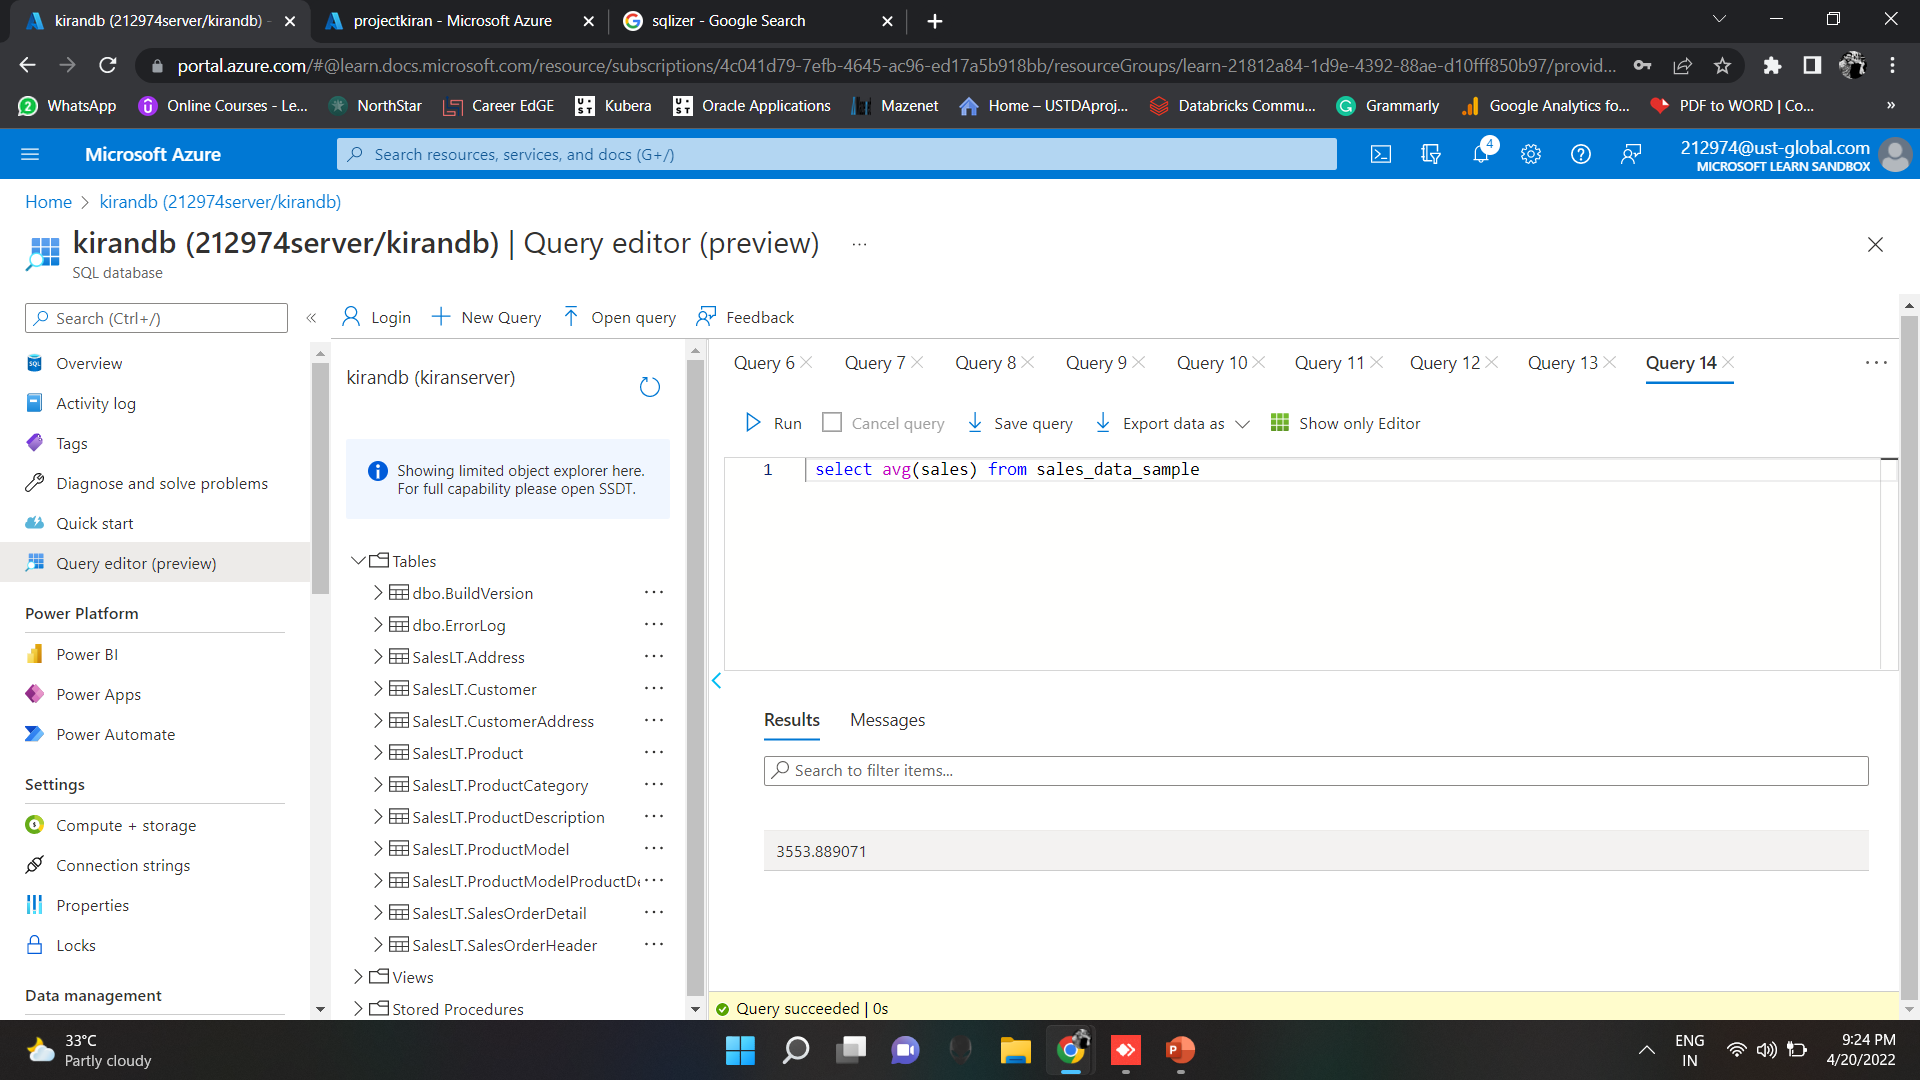 kirandb (212974server/kirandb) -
projectkiran - Microsoft Azure
sqlizer - Google Search
portal.azure.com/#@learn.docs.microsoft.com/resource/subscriptions/4c041d79-7efb-4645-ac96-ed17a5b918bb/resourceGroups/learn-21812a84-1d9e-4392-88ae-d10fff850b97/provid...
WhatsApp
Online Courses - Le...
NorthStar
Career EdGE
UST
Kubera
UST
Oracle Applications
Mazenet
Home – USTDAproj...
Databricks Commu...
Grammarly
Google Analytics fo...
PDF to WORD | Co...
»
Microsoft Azure
Search resources, services, and docs (G+/)
4
212974@ust-global.com
MICROSOFT LEARN SANDBOX
Home > kirandb (212974server/kirandb)
kirandb (212974server/kirandb) | Query editor (preview) ...
SQL database
Search (Ctrl+/)
«
Login
New Query
Open query
Feedback
Overview
Activity log
Tags
Diagnose and solve problems
Quick start
Query editor (preview)
Power Platform
Power BI
Power Apps
Power Automate
Settings
Compute + storage
Connection strings
Properties
Locks
Data management
kirandb (kiranserver)
Showing limited object explorer here.
For full capability please open SSDT.
Tables
dbo.BuildVersion ...
dbo.ErrorLog ...
SalesLT.Address ...
SalesLT.Customer ...
SalesLT.CustomerAddress ...
SalesLT.Product ...
SalesLT.ProductCategory ...
SalesLT.ProductDescription ...
SalesLT.ProductModel ...
SalesLT.ProductModelProductDe...
SalesLT.SalesOrderDetail ...
SalesLT.SalesOrderHeader ...
Views
Stored Procedures
Query 6
Query 7
Query 8
Query 9
Query 10
Query 11
Query 12
Query 13
Query 14
...
Run
Cancel query
Save query
Export data as
Show only Editor
1 select avg(sales) from sales_data_sample
Results
Messages
Search to filter items...
3553.889071
Query succeeded | 0s
33°C
Partly cloudy
ENG
IN
9:24 PM
4/20/2022